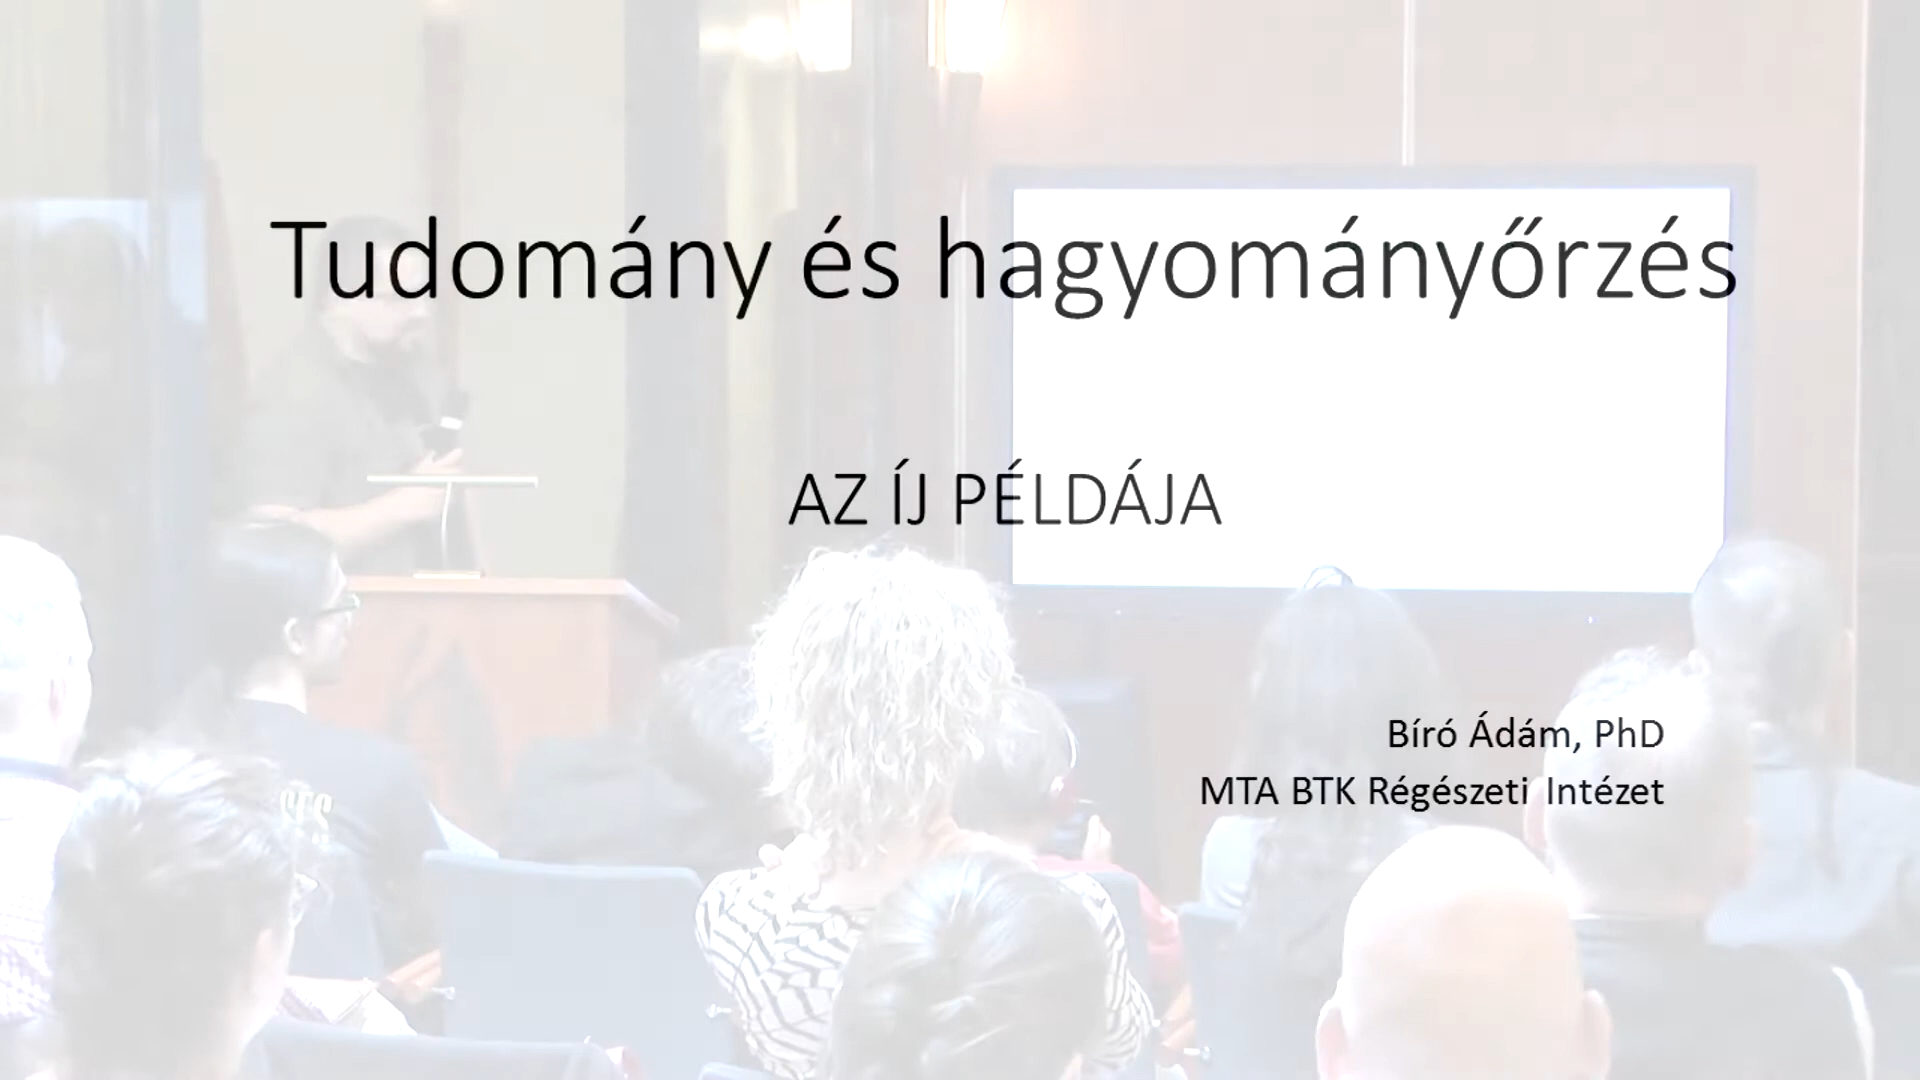 Tudomány és hagyományőrzés
AZ ÍJ PÉLDÁJA
Bíró Ádám, PhD
MTA BTK Régészeti Intézet